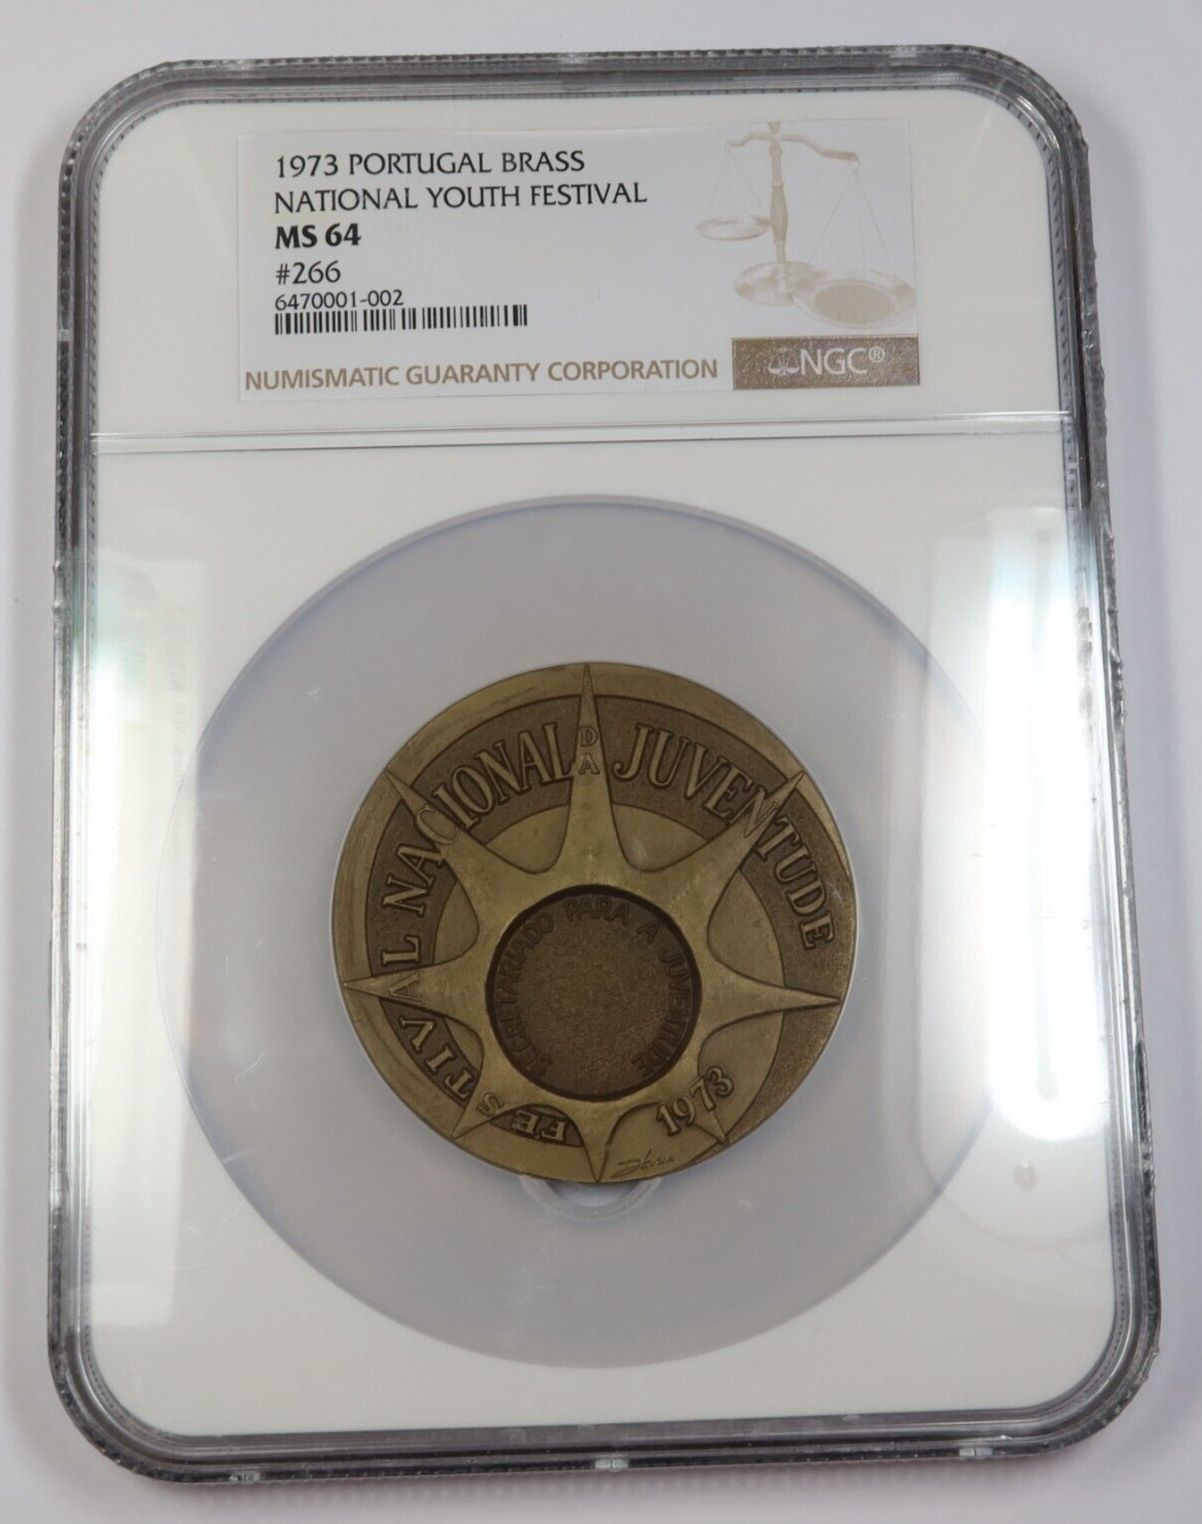 1973 PORTUGAL BRASS
NATIONAL YOUTH FESTIVAL
MS 64
#266
6470001-002
NUMISMATIC GUARANTY CORPORATION
NGC®
FESTIVAL NACIONAL DA JUVENTUDE
SECRETARIADO PARA A JUVENTUDE
1973